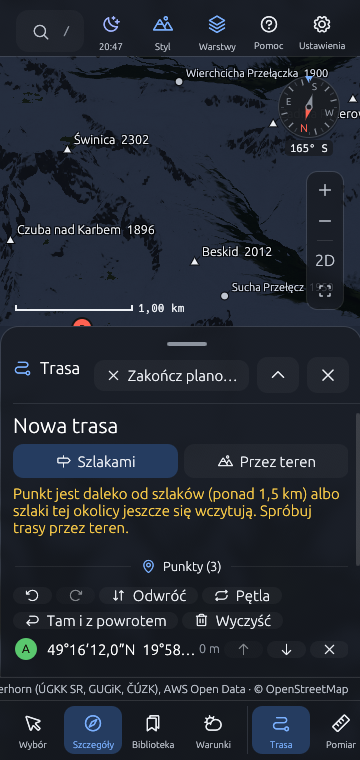 /
20:47
Styl
Warstwy
Pomoc
Ustawienia
Wierchcicha Przełączka 1900
S
E
W
N
165° S
Świnica 2302
Czuba nad Karbem 1896
Beskid 2012
Sucha Przełęcz
1,00 km
+
−
2D
Trasa
Zakończ plano…
Nowa trasa
Szlakami
Przez teren
Punkt jest daleko od szlaków (ponad 1,5 km) albo
szlaki tej okolicy jeszcze się wczytują. Spróbuj
trasy przez teren.
Punkty (3)
Odwróć
Pętla
Tam i z powrotem
Wyczyść
A 49°16′12,0″N 19°58… 0 m
erhorn (ÚGKK SR, GUGiK, ČÚZK), AWS Open Data · © OpenStreetMap
Wybór
Szczegóły
Biblioteka
Warunki
Trasa
Pomiar